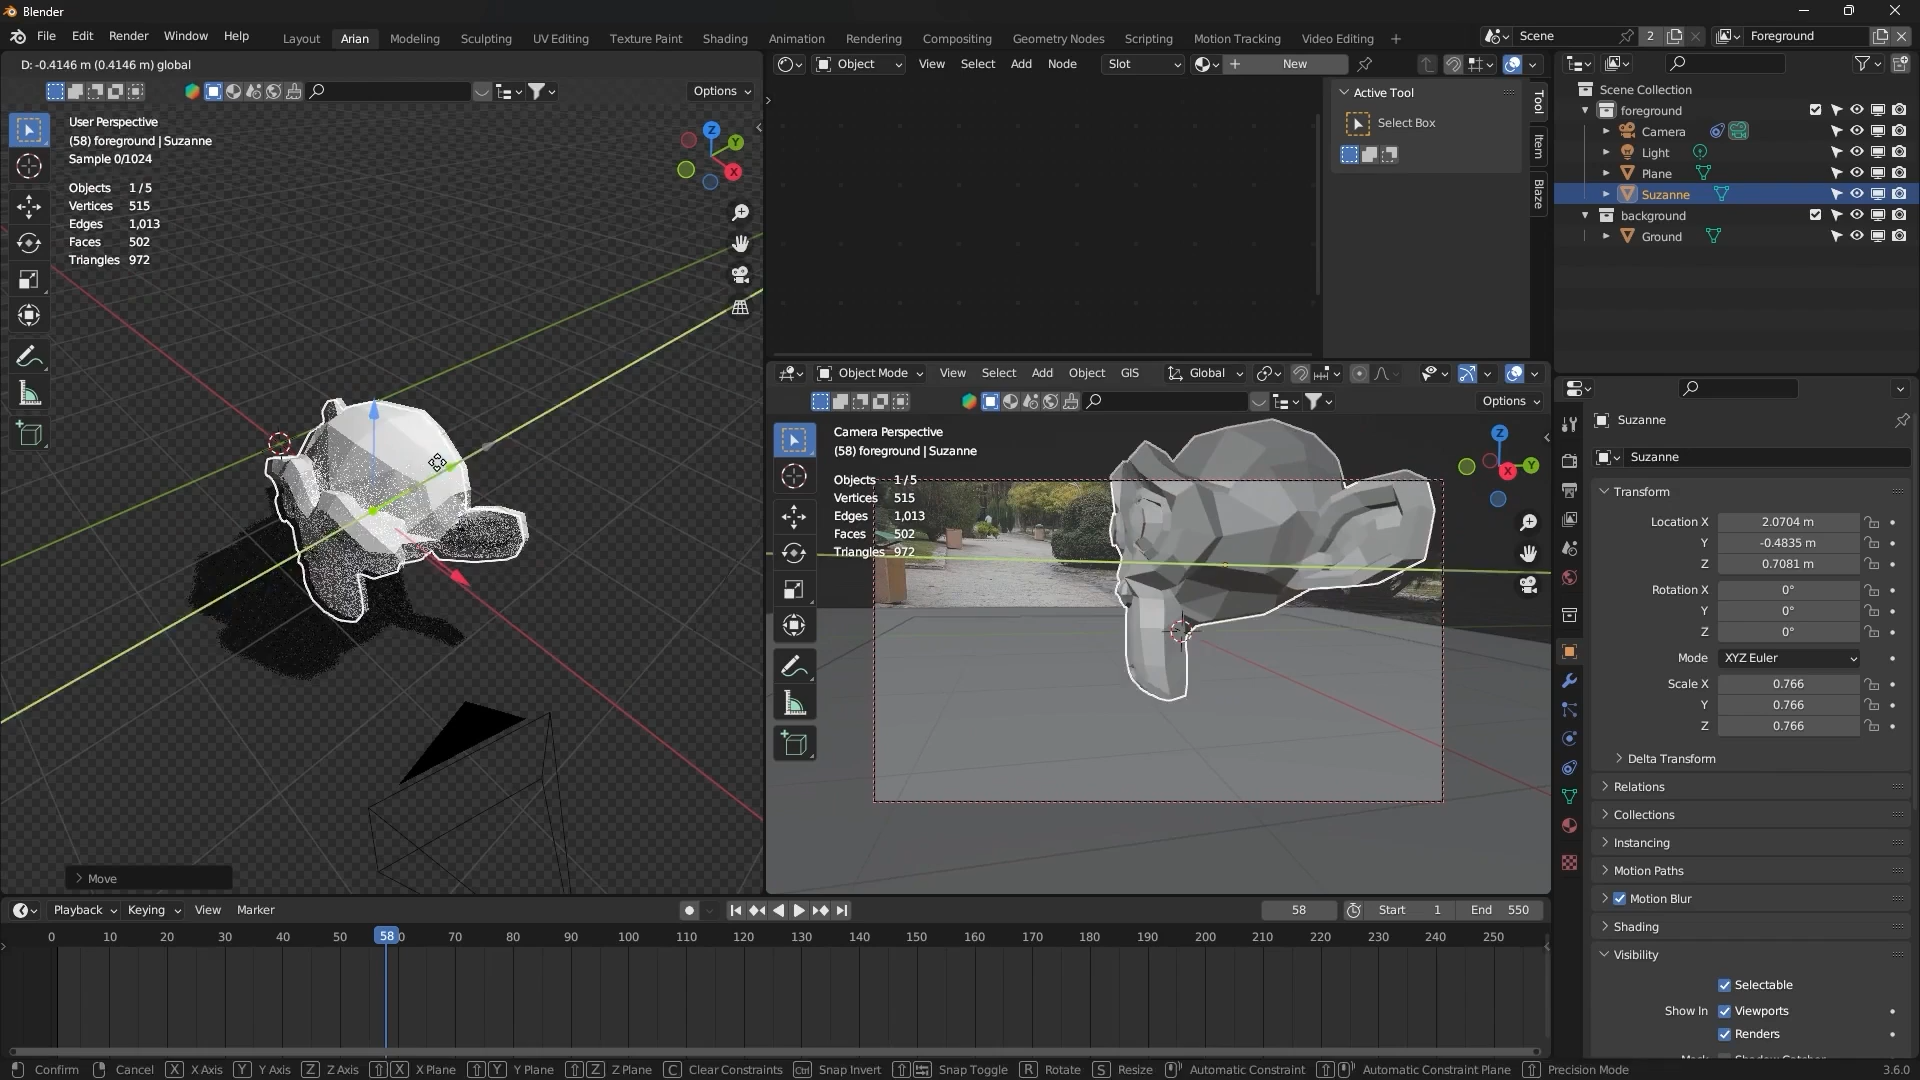 Blender
File Edit Render Window Help Layout Arian Modeling Sculpting UV Editing Texture Paint Shading Animation Rendering Compositing Geometry Nodes Scripting Motion Tracking Video Editing Scene 2 Foreground
D: -0.4146 m (0.4146 m) global
Object View Select Add Node Slot New
Options
User Perspective
(58) foreground | Suzanne
Sample 0/1024
Objects 1/5
Vertices 515
Edges 1,013
Faces 502
Triangles 972
Z
Y
X
Move
Active Tool
Select Box
Tool
Item
Blaze
Object Mode View Select Add Object GIS Global
Options
Camera Perspective
(58) foreground | Suzanne
Objects 1/5
Vertices 515
Edges 1,013
Faces 502
Triangles 972
Z
Y
X
Scene Collection
foreground
Camera
Light
Plane
Suzanne
background
Ground
Suzanne
Suzanne
Transform
Location X 2.0704 m
Y -0.4835 m
Z 0.7081 m
Rotation X 0°
Y 0°
Z 0°
Mode XYZ Euler
Scale X 0.766
Y 0.766
Z 0.766
Delta Transform
Relations
Collections
Instancing
Motion Paths
Motion Blur
Shading
Visibility
Selectable
Show In Viewports
Renders
Playback Keying View Marker 58 Start 1 End 550
0 10 20 30 40 50 58 70 80 90 100 110 120 130 140 150 160 170 180 190 200 210 220 230 240 250
Confirm Cancel X X Axis Y Y Axis Z Z Axis X X Plane Y Y Plane Z Z Plane C Clear Constraints Ctrl Snap Invert Snap Toggle R Rotate S Resize Automatic Constraint Automatic Constraint Plane Precision Mode 3.6.0